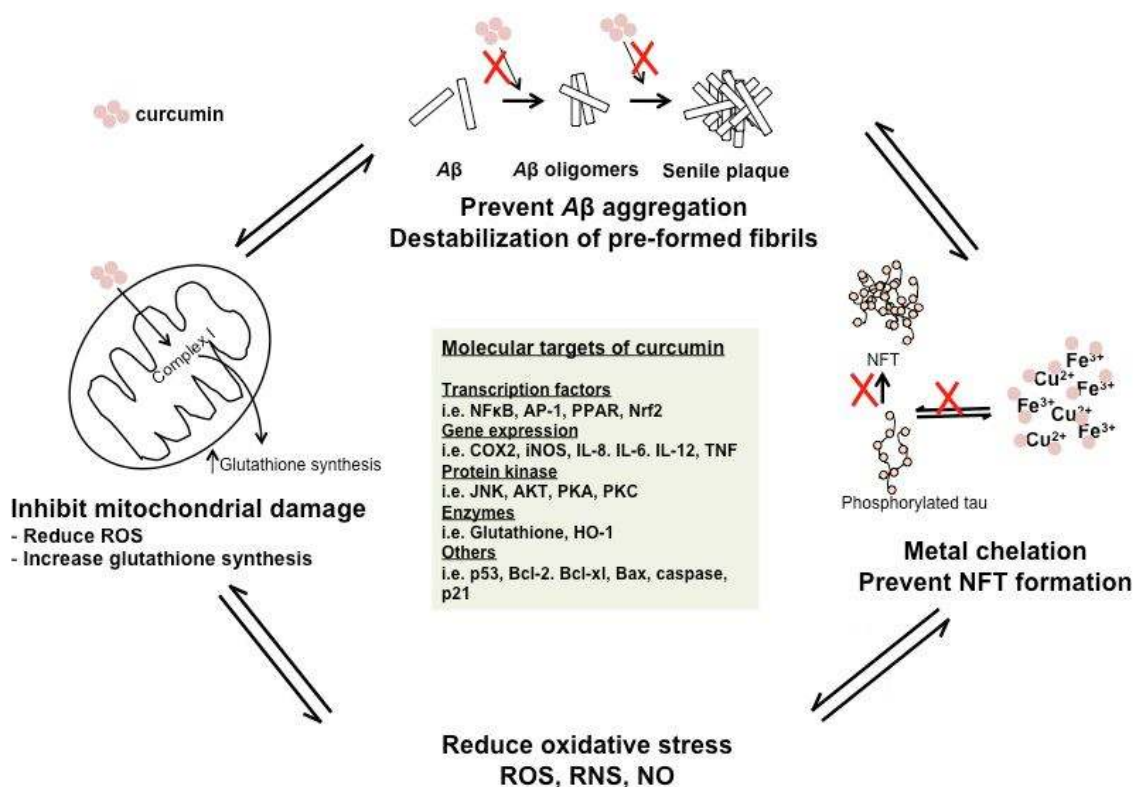 curcumin
Aβ
Aβ oligomers
Senile plaque
Prevent Aβ aggregation
Destabilization of pre-formed fibrils
Complex I
Glutathione synthesis
Inhibit mitochondrial damage
- Reduce ROS
- Increase glutathione synthesis
Molecular targets of curcumin
Transcription factors
i.e. NFκB, AP-1, PPAR, Nrf2
Gene expression
i.e. COX2, iNOS, IL-8. IL-6. IL-12, TNF
Protein kinase
i.e. JNK, AKT, PKA, PKC
Enzymes
i.e. Glutathione, HO-1
Others
i.e. p53, Bcl-2. Bcl-xl, Bax, caspase,
p21
NFT
Phosphorylated tau
Fe³⁺
Cu²⁺
Fe³⁺
Fe³⁺
Cu²⁺
Cu²⁺
Fe³⁺
Metal chelation
Prevent NFT formation
Reduce oxidative stress
ROS, RNS, NO